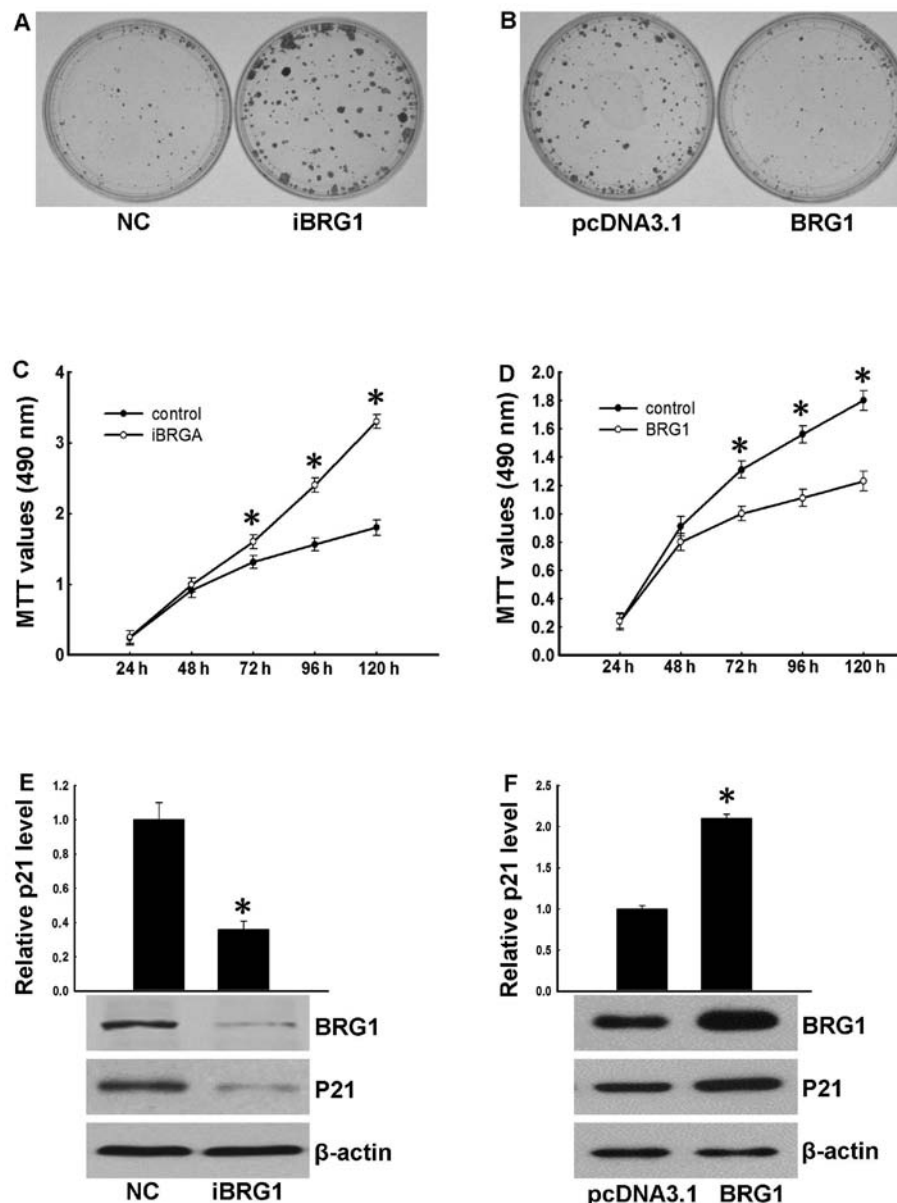 A
NC
iBRG1
B
pcDNA3.1
BRG1
C
MTT values (490 nm)
4
3
2
1
0
control
iBRGA
*
*
*
24 h
48 h
72 h
96 h
120 h
D
MTT values (490 nm)
2.0
1.8
1.6
1.4
1.2
1.0
0.8
0.6
0.4
0.2
0.0
control
BRG1
*
*
*
24 h
48 h
72 h
96 h
120 h
E
Relative p21 level
1.2
1.0
0.8
0.6
0.4
0.2
0.0
*
BRG1
P21
β-actin
NC
iBRG1
F
Relative p21 level
2.5
2.0
1.5
1.0
0.5
0.0
*
BRG1
P21
β-actin
pcDNA3.1
BRG1